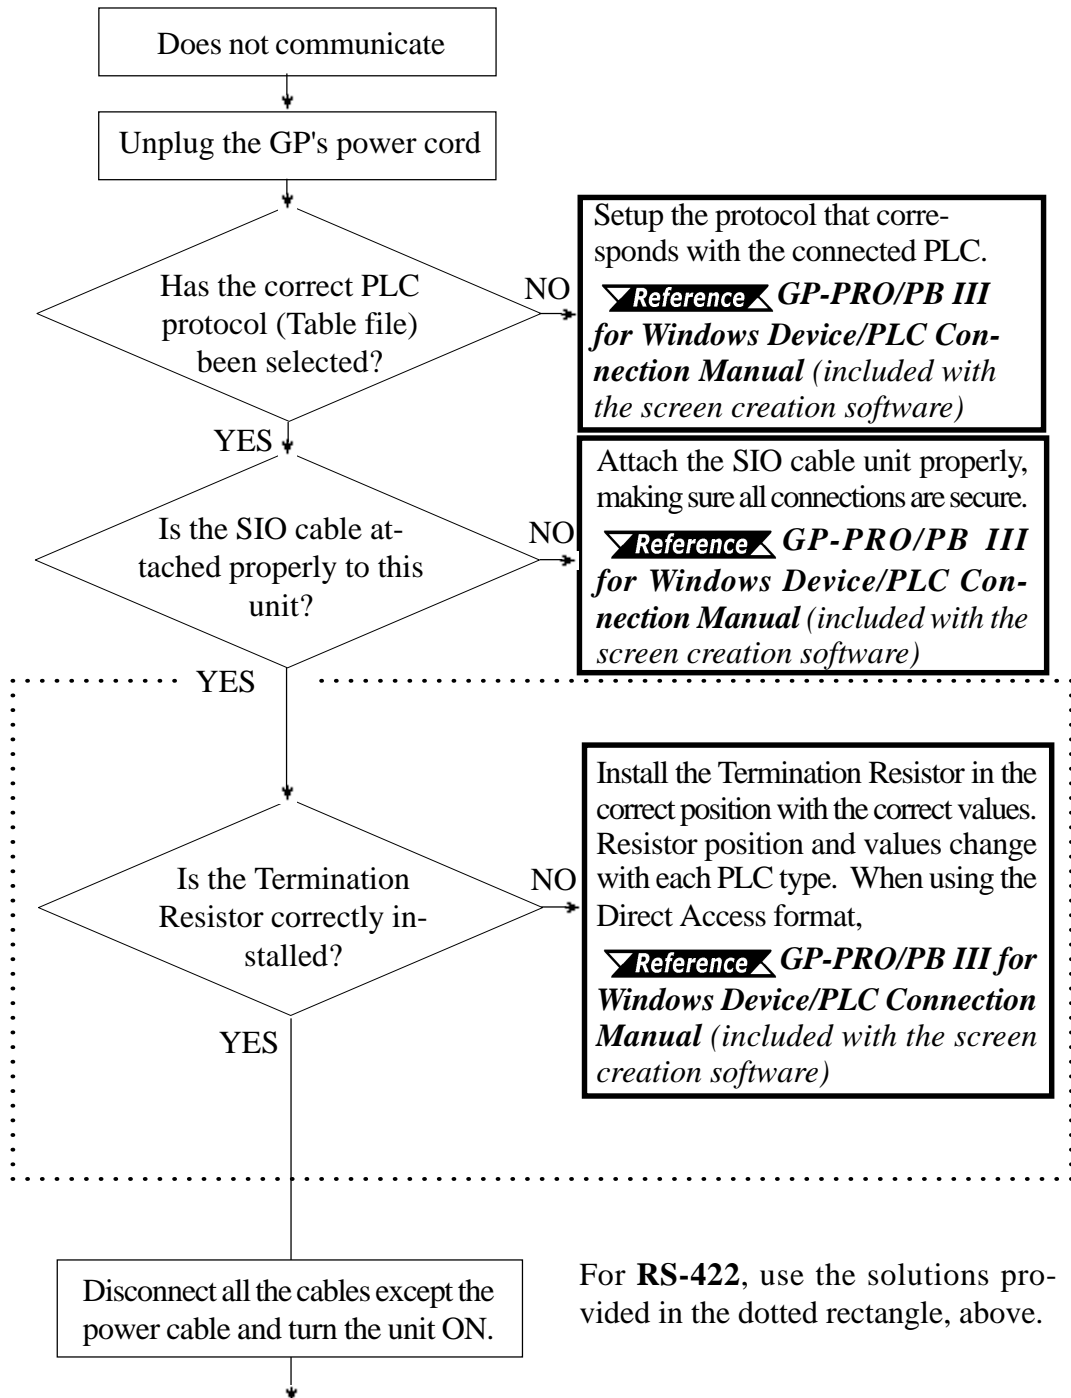 Does not communicate
Unplug the GP's power cord
Has the correct PLC
protocol (Table file)
been selected?
NO
Setup the protocol that corre-
sponds with the connected PLC.
Reference GP-PRO/PB III
for Windows Device/PLC Con-
nection Manual (included with
the screen creation software)
YES
Is the SIO cable at-
tached properly to this
unit?
NO
Attach the SIO cable unit properly,
making sure all connections are secure.
Reference GP-PRO/PB III
for Windows Device/PLC Con-
nection Manual (included with the
screen creation software)
YES
Is the Termination
Resistor correctly in-
stalled?
NO
Install the Termination Resistor in the
correct position with the correct values.
Resistor position and values change
with each PLC type. When using the
Direct Access format,
Reference GP-PRO/PB III for
Windows Device/PLC Connection
Manual (included with the screen
creation software)
YES
Disconnect all the cables except the
power cable and turn the unit ON.
For RS-422, use the solutions pro-
vided in the dotted rectangle, above.